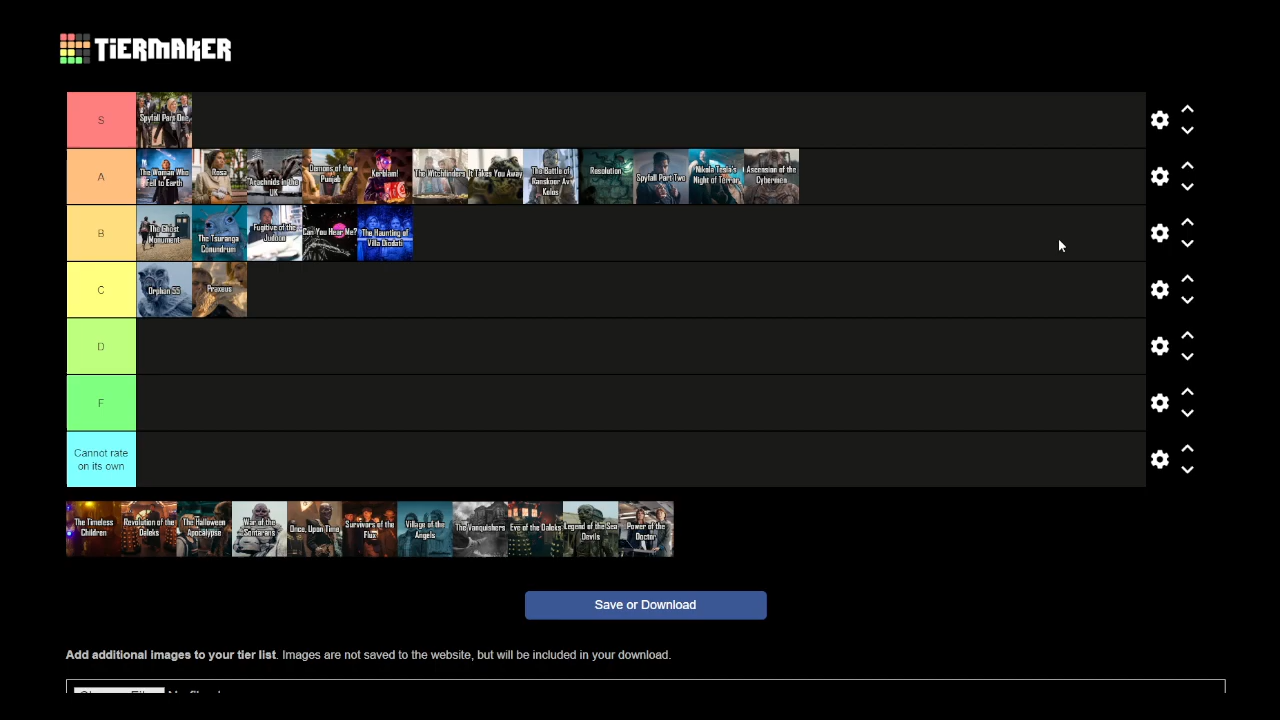 TiERMAKER
S
Spyfall Part One
A
The Woman Who
Fell to Earth
Rosa
Arachnids in the
UK
Demons of the
Punjab
Kerblam!
The Witchfinders
It Takes You Away
The Battle of
Ranskoor Av
Kolos
Resolution
Spyfall Part Two
Nikola Tesla's
Night of Terror
Ascension of the
Cybermen
B
The Ghost
Monument
The Tsuranga
Conundrum
Fugitive of the
Judoon
Can You Hear Me?
The Haunting of
Villa Diodati
C
Orphan 55
Praxeus
D
F
Cannot rate
on its own
The Timeless
Children
Revolution of the
Daleks
The Halloween
Apocalypse
War of the
Sontarans
Once, Upon Time
Survivors of the
Flux
Village of the
Angels
The Vanquishers
Eve of the Daleks
Legend of the Sea
Devils
Power of the
Doctor
Save or Download
Add additional images to your tier list. Images are not saved to the website, but will be included in your download.